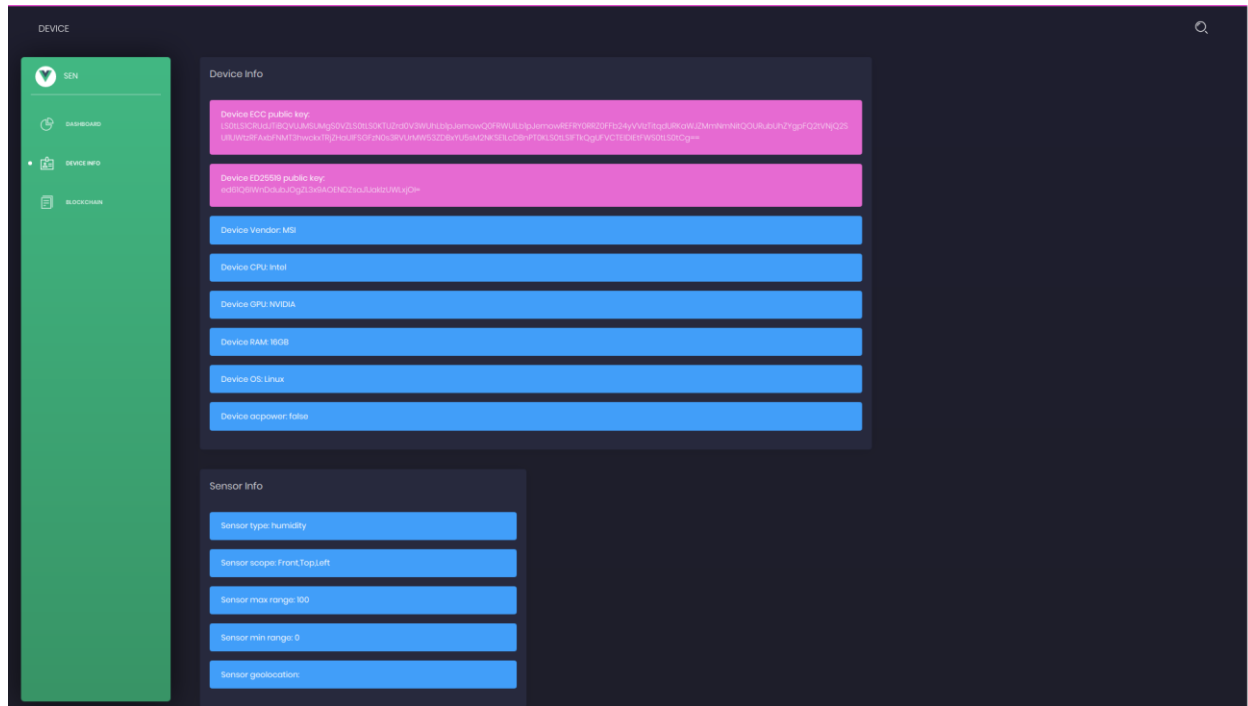 DEVICE
SEN
DASHBOARD
DEVICE INFO
BLOCKCHAIN
Device Info
Device ECC public key:
Device ED25519 public key:
Device Vendor: MSI
Device CPU: Intel
Device GPU: NVIDIA
Device RAM: 16GB
Device OS: Linux
Device acpower: false
Sensor Info
Sensor type: humidity
Sensor scope: Front,Top,Left
Sensor max range: 100
Sensor min range: 0
Sensor geolocation: